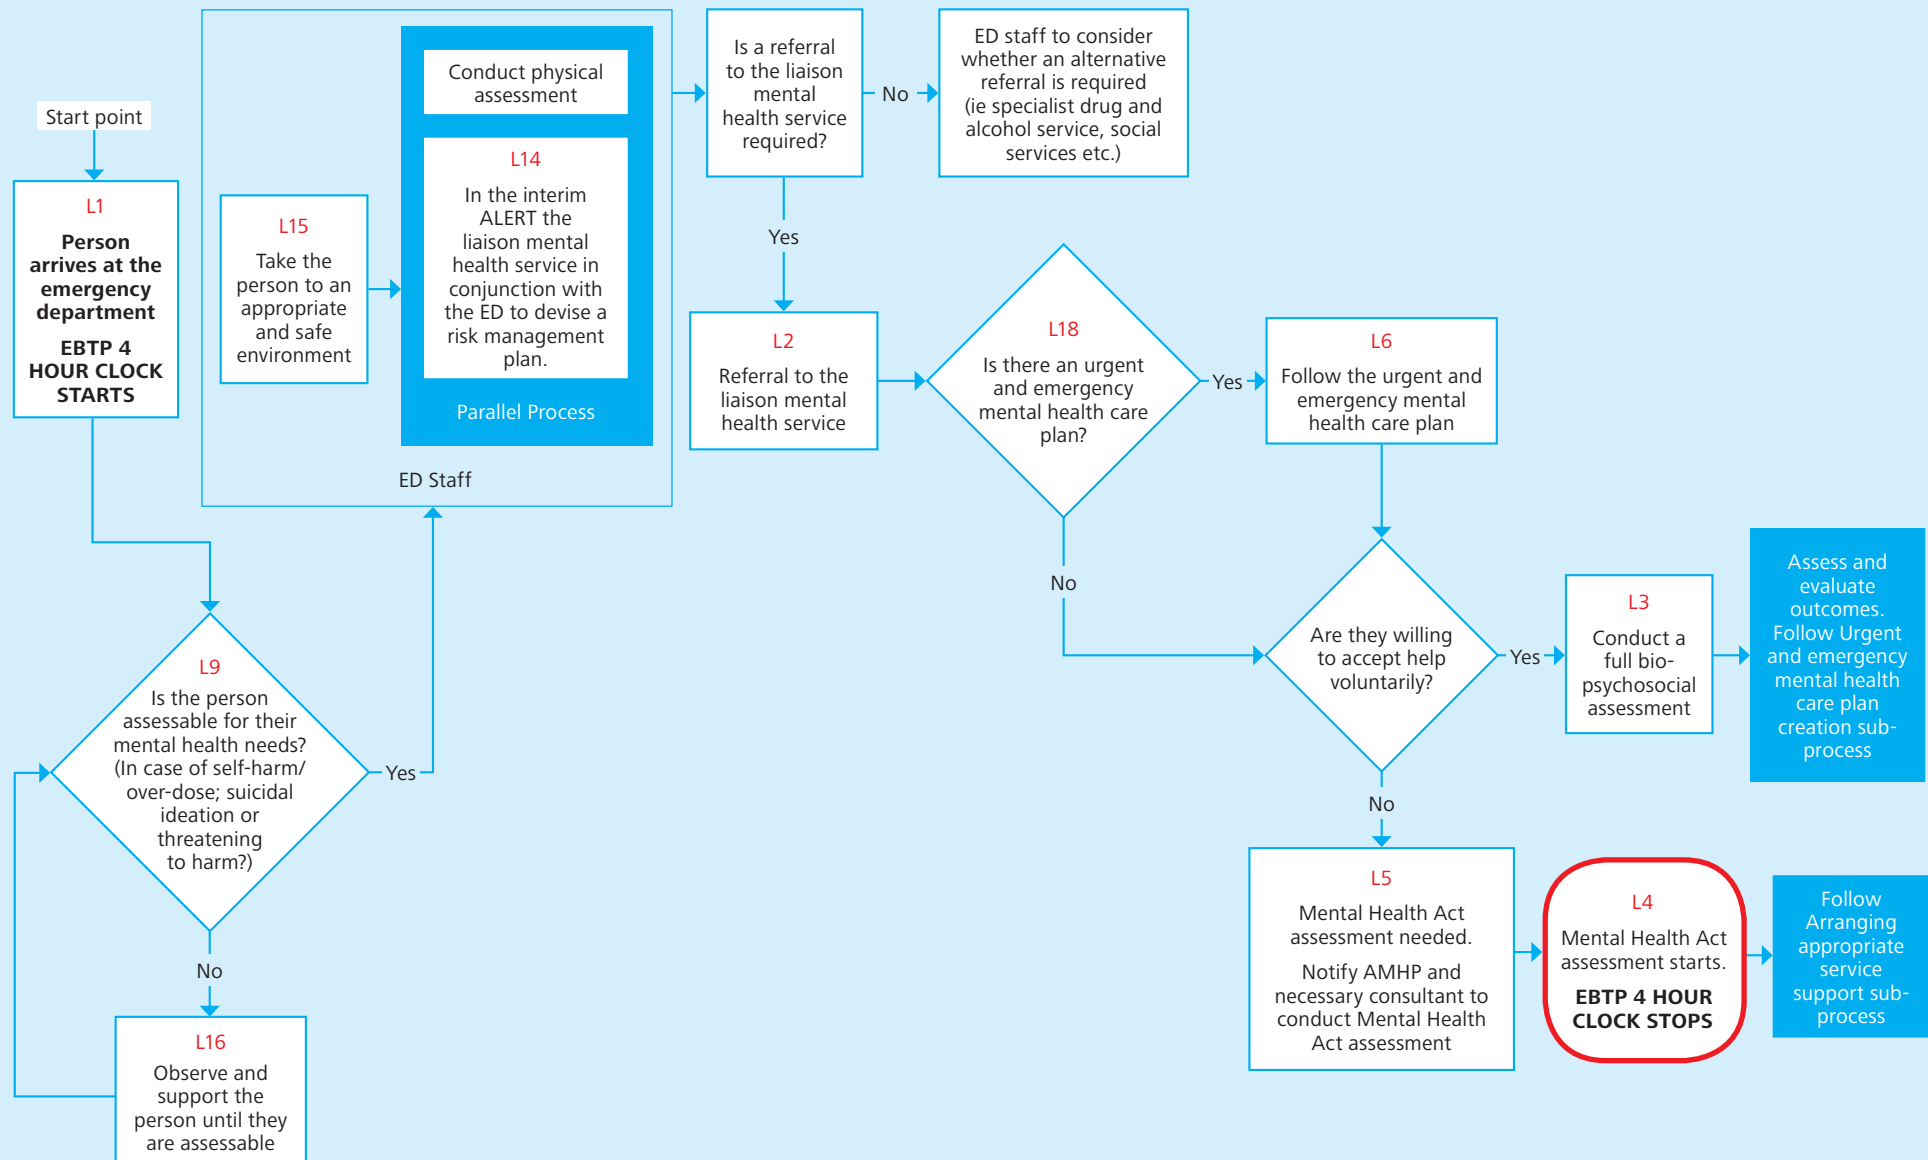 Start point
L1
Person
arrives at the
emergency
department
EBTP 4
HOUR CLOCK
STARTS
L9
Is the person
assessable for their
mental health needs?
(In case of self-harm/
over-dose; suicidal
ideation or
threatening
to harm?)
Yes
No
L16
Observe and
support the
person until they
are assessable
L15
Take the
person to an
appropriate
and safe
environment
Conduct physical
assessment
L14
In the interim
ALERT the
liaison mental
health service in
conjunction with
the ED to devise a
risk management
plan.
Parallel Process
ED Staff
Is a referral
to the liaison
mental
health service
required?
No
ED staff to consider
whether an alternative
referral is required
(ie specialist drug and
alcohol service, social
services etc.)
Yes
L2
Referral to the
liaison mental
health service
L18
Is there an urgent
and emergency
mental health care
plan?
Yes
L6
Follow the urgent and
emergency mental
health care plan
No
Are they willing
to accept help
voluntarily?
Yes
L3
Conduct a
full bio-
psychosocial
assessment
Assess and
evaluate
outcomes.
Follow Urgent
and emergency
mental health
care plan
creation sub-
process
No
L5
Mental Health Act
assessment needed.
Notify AMHP and
necessary consultant to
conduct Mental Health
Act assessment
L4
Mental Health Act
assessment starts.
EBTP 4 HOUR
CLOCK STOPS
Follow
Arranging
appropriate
service
support sub-
process